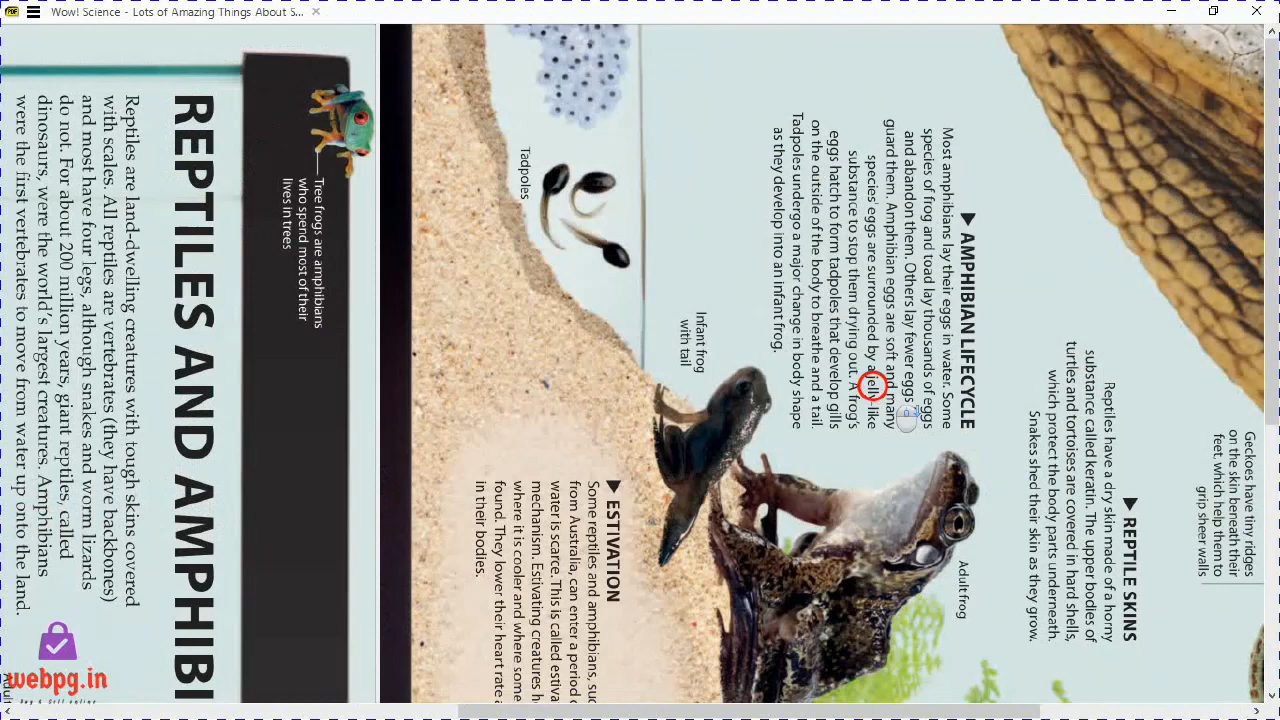 Wow! Science - Lots of Amazing Things About S...
REPTILES AND AMPHIBI
Reptiles are land-dwelling creatures with tough skins covered
with scales. All reptiles are vertebrates (they have backbones)
and most have four legs, although snakes and worm lizards
do not. For about 200 million years, giant reptiles, called
dinosaurs, were the world's largest creatures. Amphibians
were the first vertebrates to move from water up onto the land.
Tree frogs are amphibians
who spend most of their
lives in trees
Geckoes have tiny ridges
on the skin beneath their
feet which help them to
grip sheer walls
▶ REPTILE SKINS
Reptiles have a dry skin made of a horny
substance called keratin. The upper bodies of
turtles and tortoises are covered in hard shells,
which protect the body parts underneath.
Snakes shed their skin as they grow.
▶ AMPHIBIAN LIFECYCLE
Most amphibians lay their eggs in water. Some
species of frog and toad lay thousands of eggs
and abandon them. Others lay fewer eggs
guard them. Amphibian eggs are soft and many
species' eggs are surrounded by a jelly-like
substance to stop them drying out. A frog's
eggs hatch to form tadpoles that develop gills
on the outside of the body to breathe and a tail.
Tadpoles undergo a major change in body shape
as they develop into an infant frog.
Adult frog
Infant frog
with tail
Tadpoles
▶ ESTIVATION
Some reptiles and amphibians, suc
from Australia, can enter a period o
water is scarce. This is called estiva
mechanism. Estivating creatures h
where it is cooler and where some
found. They lower their heart rate a
in their bodies.
webpg.in
Buy & Sell online